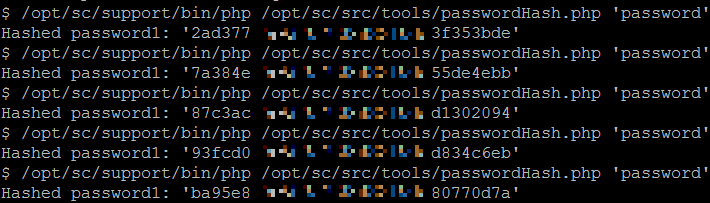 $ /opt/sc/support/bin/php /opt/sc/src/tools/passwordHash.php 'password'
Hashed password1: '2ad377 3f353bde'
$ /opt/sc/support/bin/php /opt/sc/src/tools/passwordHash.php 'password'
Hashed password1: '7a384e 55de4ebb'
$ /opt/sc/support/bin/php /opt/sc/src/tools/passwordHash.php 'password'
Hashed password1: '87c3ac d1302094'
$ /opt/sc/support/bin/php /opt/sc/src/tools/passwordHash.php 'password'
Hashed password1: '93fcd0 d834c6eb'
$ /opt/sc/support/bin/php /opt/sc/src/tools/passwordHash.php 'password'
Hashed password1: 'ba95e8 80770d7a'